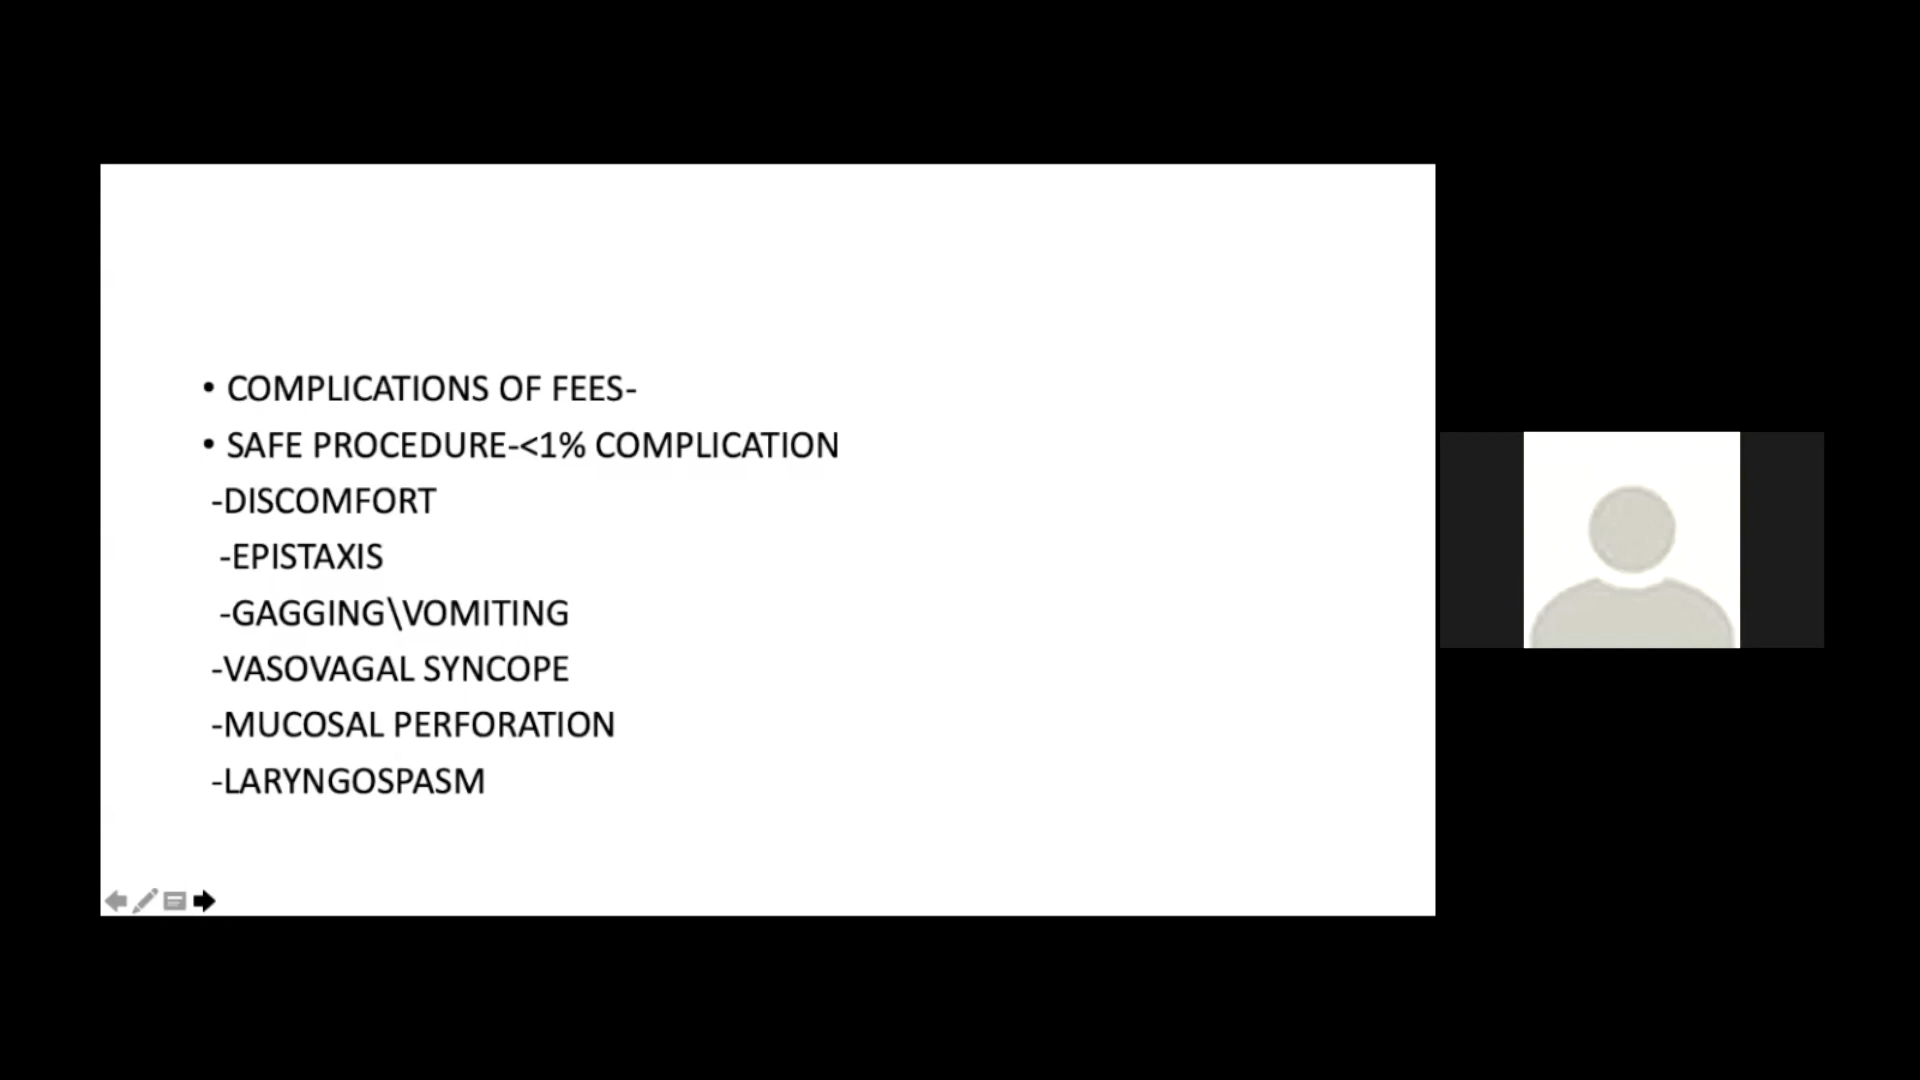 • COMPLICATIONS OF FEES-
• SAFE PROCEDURE-<1% COMPLICATION
-DISCOMFORT
-EPISTAXIS
-GAGGING\VOMITING
-VASOVAGAL SYNCOPE
-MUCOSAL PERFORATION
-LARYNGOSPASM